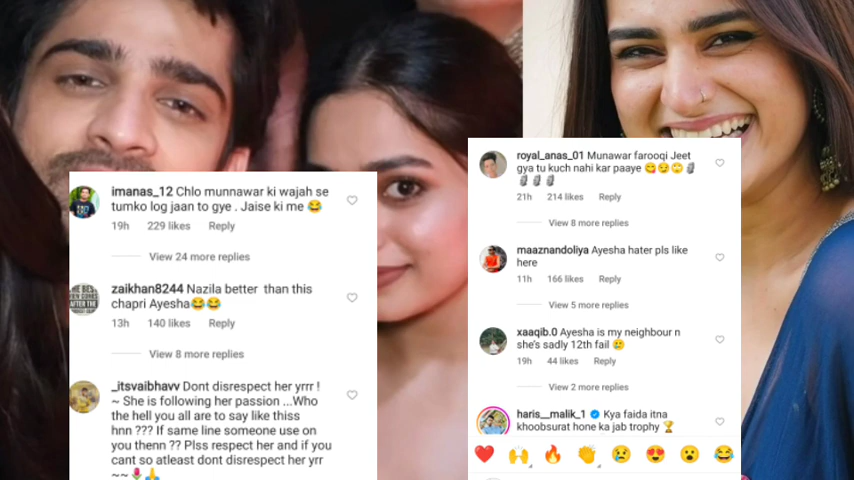 imanas_12 Chlo munnawar ki wajah se
tumko log jaan to gye . Jaise ki me 😂
19h 229 likes Reply
View 24 more replies
zaikhan8244 Nazila better than this
chapri Ayesha😂😂
13h 140 likes Reply
View 8 more replies
_itsvaibhavv Dont disrespect her yrrr !
~ She is following her passion ...Who
the hell you all are to say like thiss
hnn ??? If same line someone use on
you thenn ?? Plss respect her and if you
cant so atleast dont disrespect her yrr
~~🌷🙏
royal_anas_01 Munawar farooqi Jeet
gya tu kuch nahi kar paaye 😋😏🙄🗿
🗿🗿🗿
21h 214 likes Reply
View 8 more replies
maaznandoliya Ayesha hater pls like
here
11h 166 likes Reply
View 5 more replies
xaaqib.0 Ayesha is my neighbour n
she's sadly 12th fail 🥲
19h 44 likes Reply
View 2 more replies
haris__malik_1 Kya faida itna
khoobsurat hone ka jab trophy 🏆
❤️ 🙌 🔥 👏 😢 😍 😮 😂